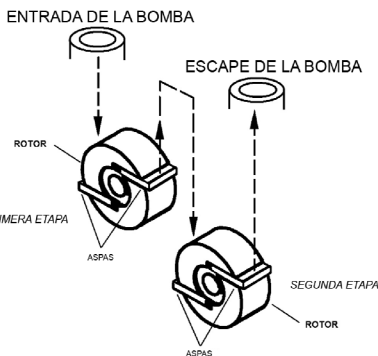 ENTRADA DE LA BOMBA
ESCAPE DE LA BOMBA
ROTOR
IMERA ETAPA
ASPAS
SEGUNDA ETAPA
ROTOR
ASPAS